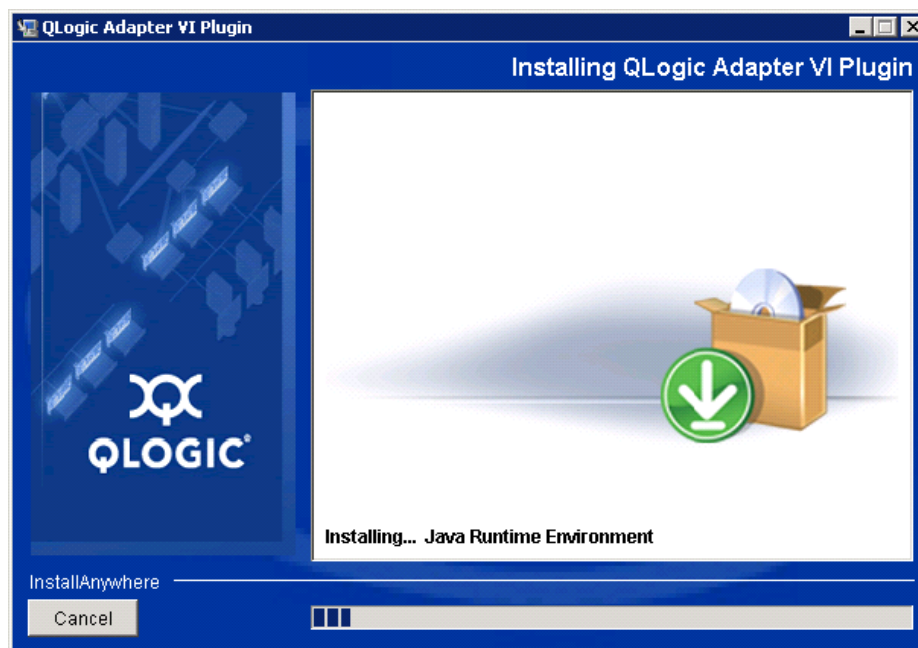 QLogic Adapter VI Plugin
Installing QLogic Adapter VI Plugin
QLOGIC®
Installing... Java Runtime Environment
InstallAnywhere
Cancel